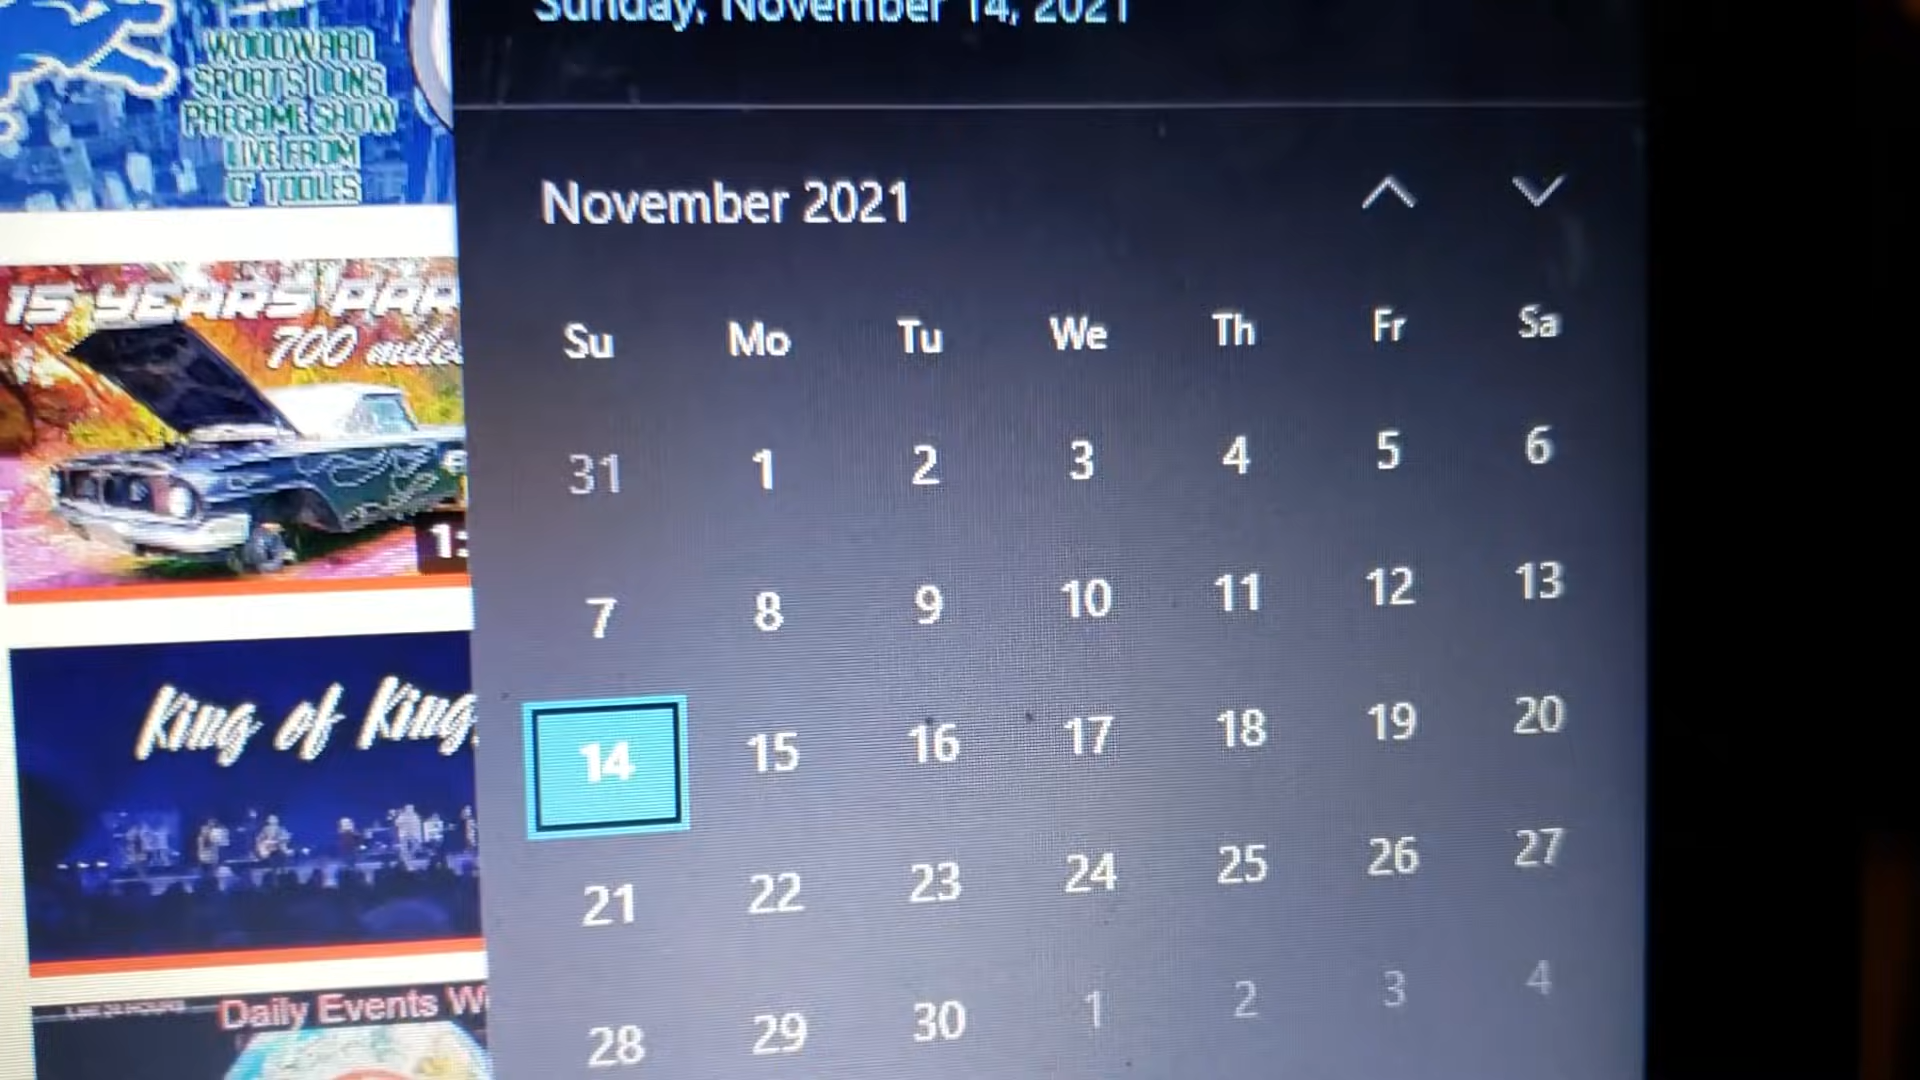 Sunday, November 14, 2021
WOODWARD
SPORTS LIONS
PREGAME SHOW
LIVE FROM
O' TOOLES
November 2021
15 YEARS
700 miles
Su Mo Tu We Th Fr Sa
31 1 2 3 4 5 6
7 8 9 10 11 12 13
14 15 16 17 18 19 20
21 22 23 24 25 26 27
28 29 30 1 2 3 4
1:
King of King
Daily Events W